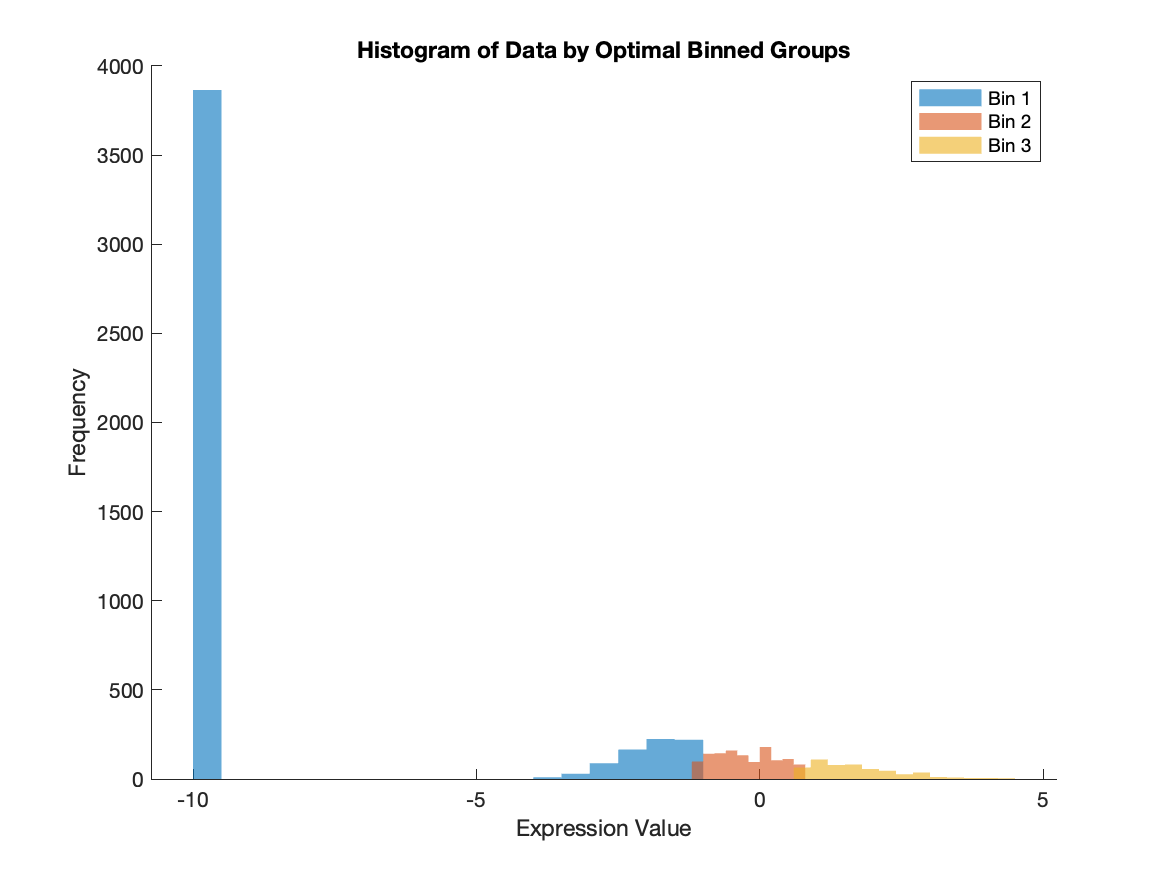 Histogram of Data by Optimal Binned Groups
4000
3500
3000
2500
2000
1500
1000
500
0
Frequency
Bin 1
Bin 2
Bin 3
-10
-5
0
5
Expression Value